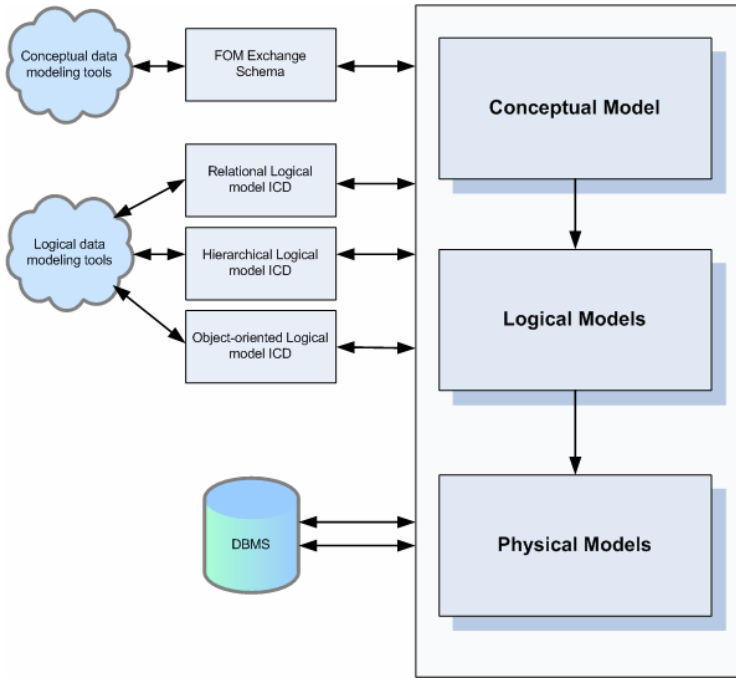 Conceptual data
modeling tools
FOM Exchange
Schema
Conceptual Model
Relational Logical
model ICD
Logical data
modeling tools
Hierarchical Logical
model ICD
Object-oriented Logical
model ICD
Logical Models
DBMS
Physical Models